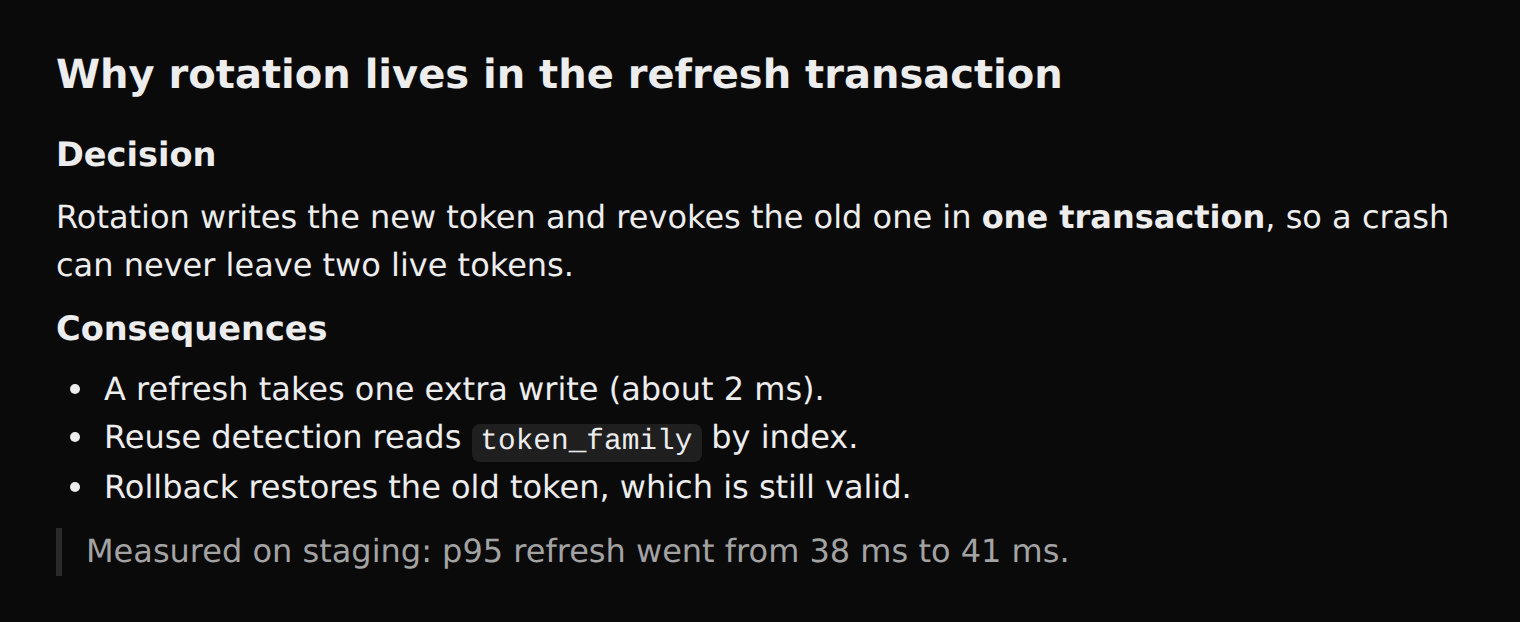 Why rotation lives in the refresh transaction
Decision
Rotation writes the new token and revokes the old one in one transaction, so a crash
can never leave two live tokens.
Consequences
• A refresh takes one extra write (about 2 ms).
• Reuse detection reads token_family by index.
• Rollback restores the old token, which is still valid.
Measured on staging: p95 refresh went from 38 ms to 41 ms.